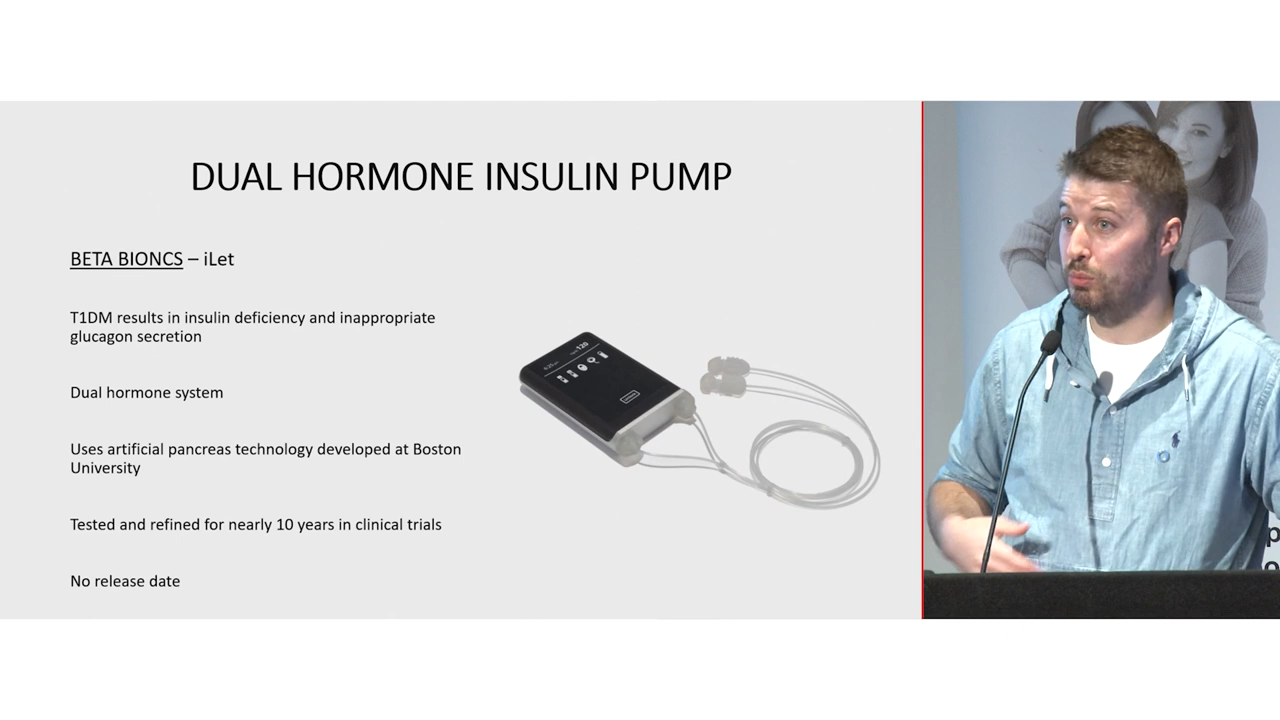 DUAL HORMONE INSULIN PUMP
BETA BIONCS – iLet
T1DM results in insulin deficiency and inappropriate
glucagon secretion
Dual hormone system
Uses artificial pancreas technology developed at Boston
University
Tested and refined for nearly 10 years in clinical trials
No release date
120
p